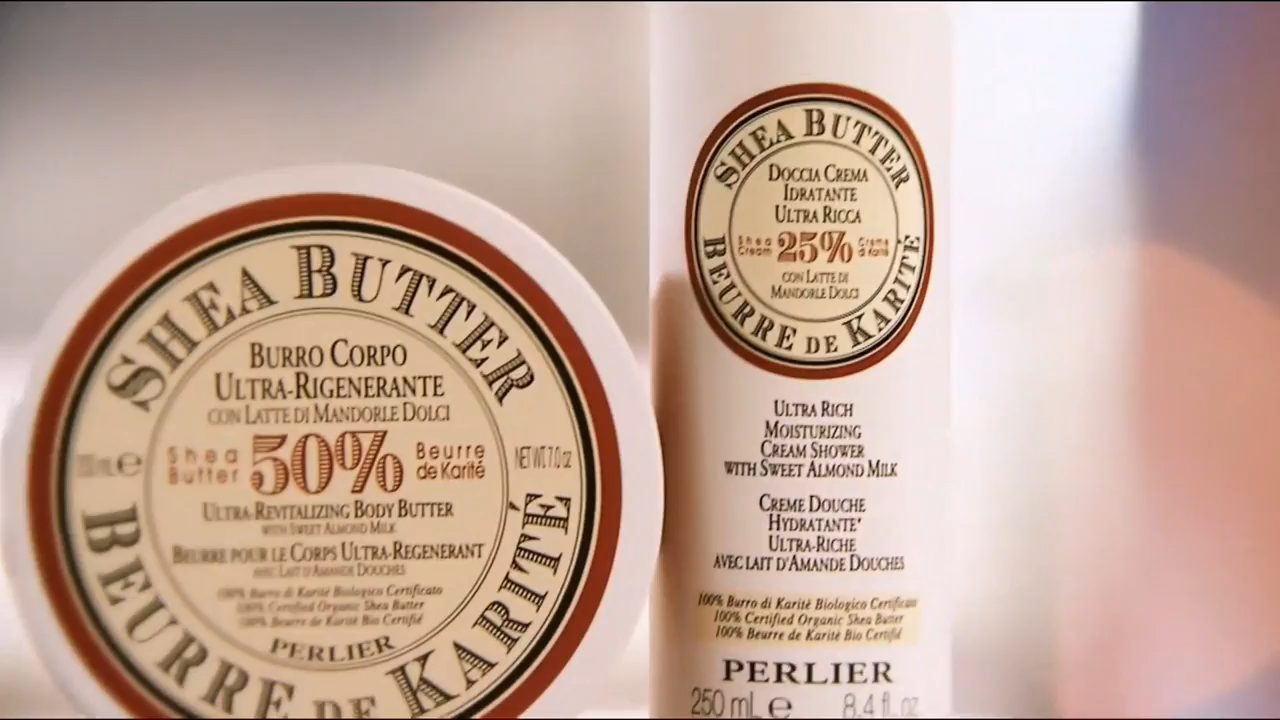 SHEA BUTTER
BURRO CORPO
ULTRA-RIGENERANTE
CON LATTE DI MANDORLE DOLCI
Shea
Butter
50%
Beurre
de Karité
NET WT. 7.0 oz
ULTRA-REVITALIZING BODY BUTTER
WITH SWEET ALMOND MILK
BEURRE POUR LE CORPS ULTRA-REGENERANT
AVEC LAIT D'AMANDE DOUCHES
100% Burro di Karité Biologico Certificato
100% Certified Organic Shea Butter
100% Beurre de Karité Bio Certifié
PERLIER
BEURRE DE KARITÉ
SHEA BUTTER
DOCCIA CREMA
IDRATANTE
ULTRA RICCA
Shea
Cream
25%
Creme
de Karité
CON LATTE DI
MANDORLE DOLCI
BEURRE DE KARITÉ
ULTRA RICH
MOISTURIZING
CREAM SHOWER
WITH SWEET ALMOND MILK
CREME DOUCHE
HYDRATANTE*
ULTRA-RICHE
AVEC LAIT D'AMANDE DOUCHES
100% Burro di Karité Biologico Certificato
100% Certified Organic Shea Butter
100% Beurre de Karité Bio Certifié
PERLIER
250 mL e 8.4 fl. oz